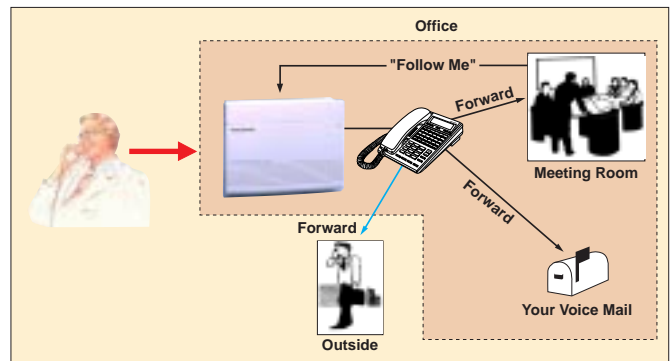 Office
"Follow Me"
Forward
Meeting Room
Forward
Forward
Your Voice Mail
Outside